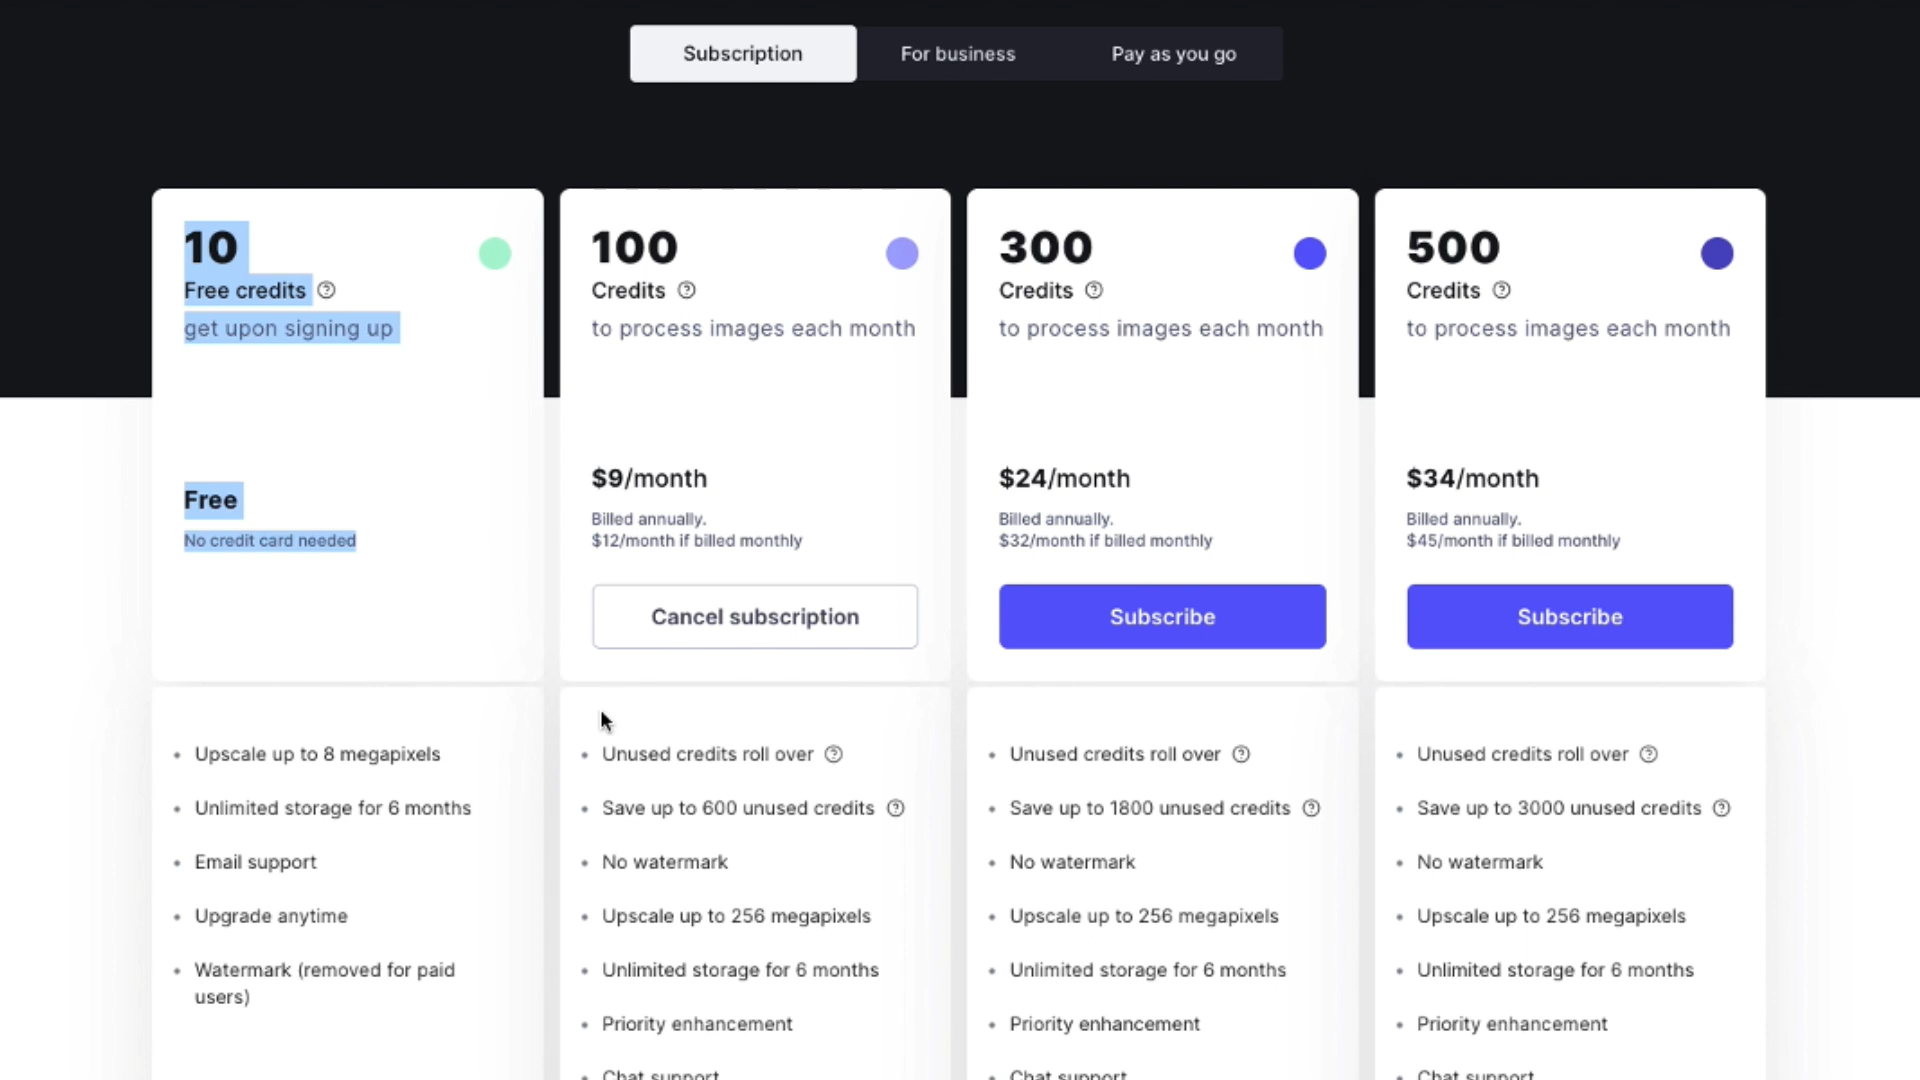 Subscription
For business
Pay as you go
10
Free credits
get upon signing up
Free
No credit card needed
Upscale up to 8 megapixels
Unlimited storage for 6 months
Email support
Upgrade anytime
Watermark (removed for paid
users)
100
Credits
to process images each month
$9/month
Billed annually.
$12/month if billed monthly
Cancel subscription
Unused credits roll over
Save up to 600 unused credits
No watermark
Upscale up to 256 megapixels
Unlimited storage for 6 months
Priority enhancement
Chat support
300
Credits
to process images each month
$24/month
Billed annually.
$32/month if billed monthly
Subscribe
Unused credits roll over
Save up to 1800 unused credits
No watermark
Upscale up to 256 megapixels
Unlimited storage for 6 months
Priority enhancement
Chat support
500
Credits
to process images each month
$34/month
Billed annually.
$45/month if billed monthly
Subscribe
Unused credits roll over
Save up to 3000 unused credits
No watermark
Upscale up to 256 megapixels
Unlimited storage for 6 months
Priority enhancement
Chat support